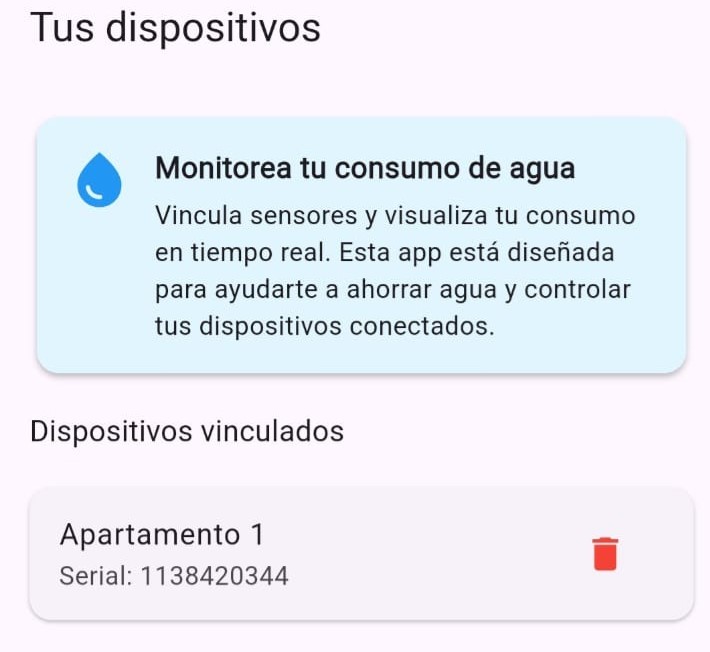 Tus dispositivos
Monitorea tu consumo de agua
Vincula sensores y visualiza tu consumo
en tiempo real. Esta app está diseñada
para ayudarte a ahorrar agua y controlar
tus dispositivos conectados.
Dispositivos vinculados
Apartamento 1
Serial: 1138420344